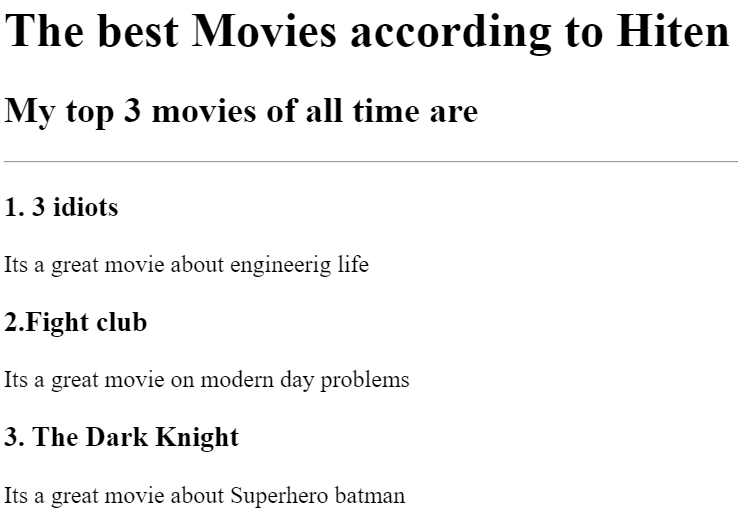 The best Movies according to Hiten
My top 3 movies of all time are
1. 3 idiots
Its a great movie about engineerig life
2.Fight club
Its a great movie on modern day problems
3. The Dark Knight
Its a great movie about Superhero batman